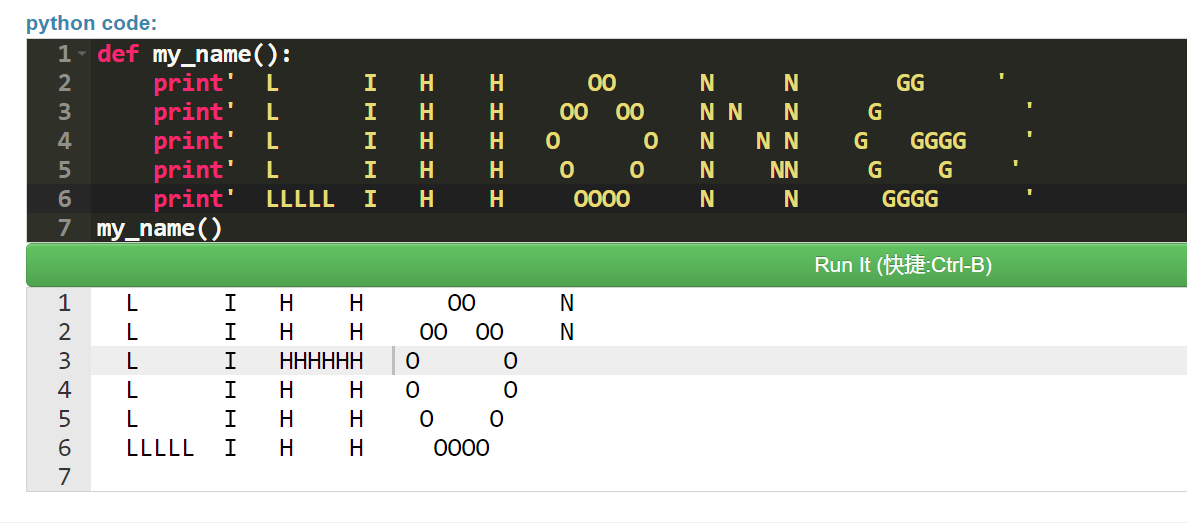 python code:
1 def my_name():
2     print'  L      I   H    H      OO      N     N       GG     '
3     print'  L      I   H    H    OO  OO    N N   N     G          '
4     print'  L      I   H    H   O      O   N   N N    G   GGGG    '
5     print'  L      I   H    H    O    O    N    NN     G    G    '
6     print'  LLLLL  I   H    H     OOOO     N     N      GGGG      '
7 my_name()
Run It (快捷:Ctrl-B)
1   L      I   H    H      OO      N
2   L      I   H    H    OO  OO    N
3   L      I   HHHHHH   O      O
4   L      I   H    H   O      O
5   L      I   H    H    O    O
6   LLLLL  I   H    H     OOOO
7